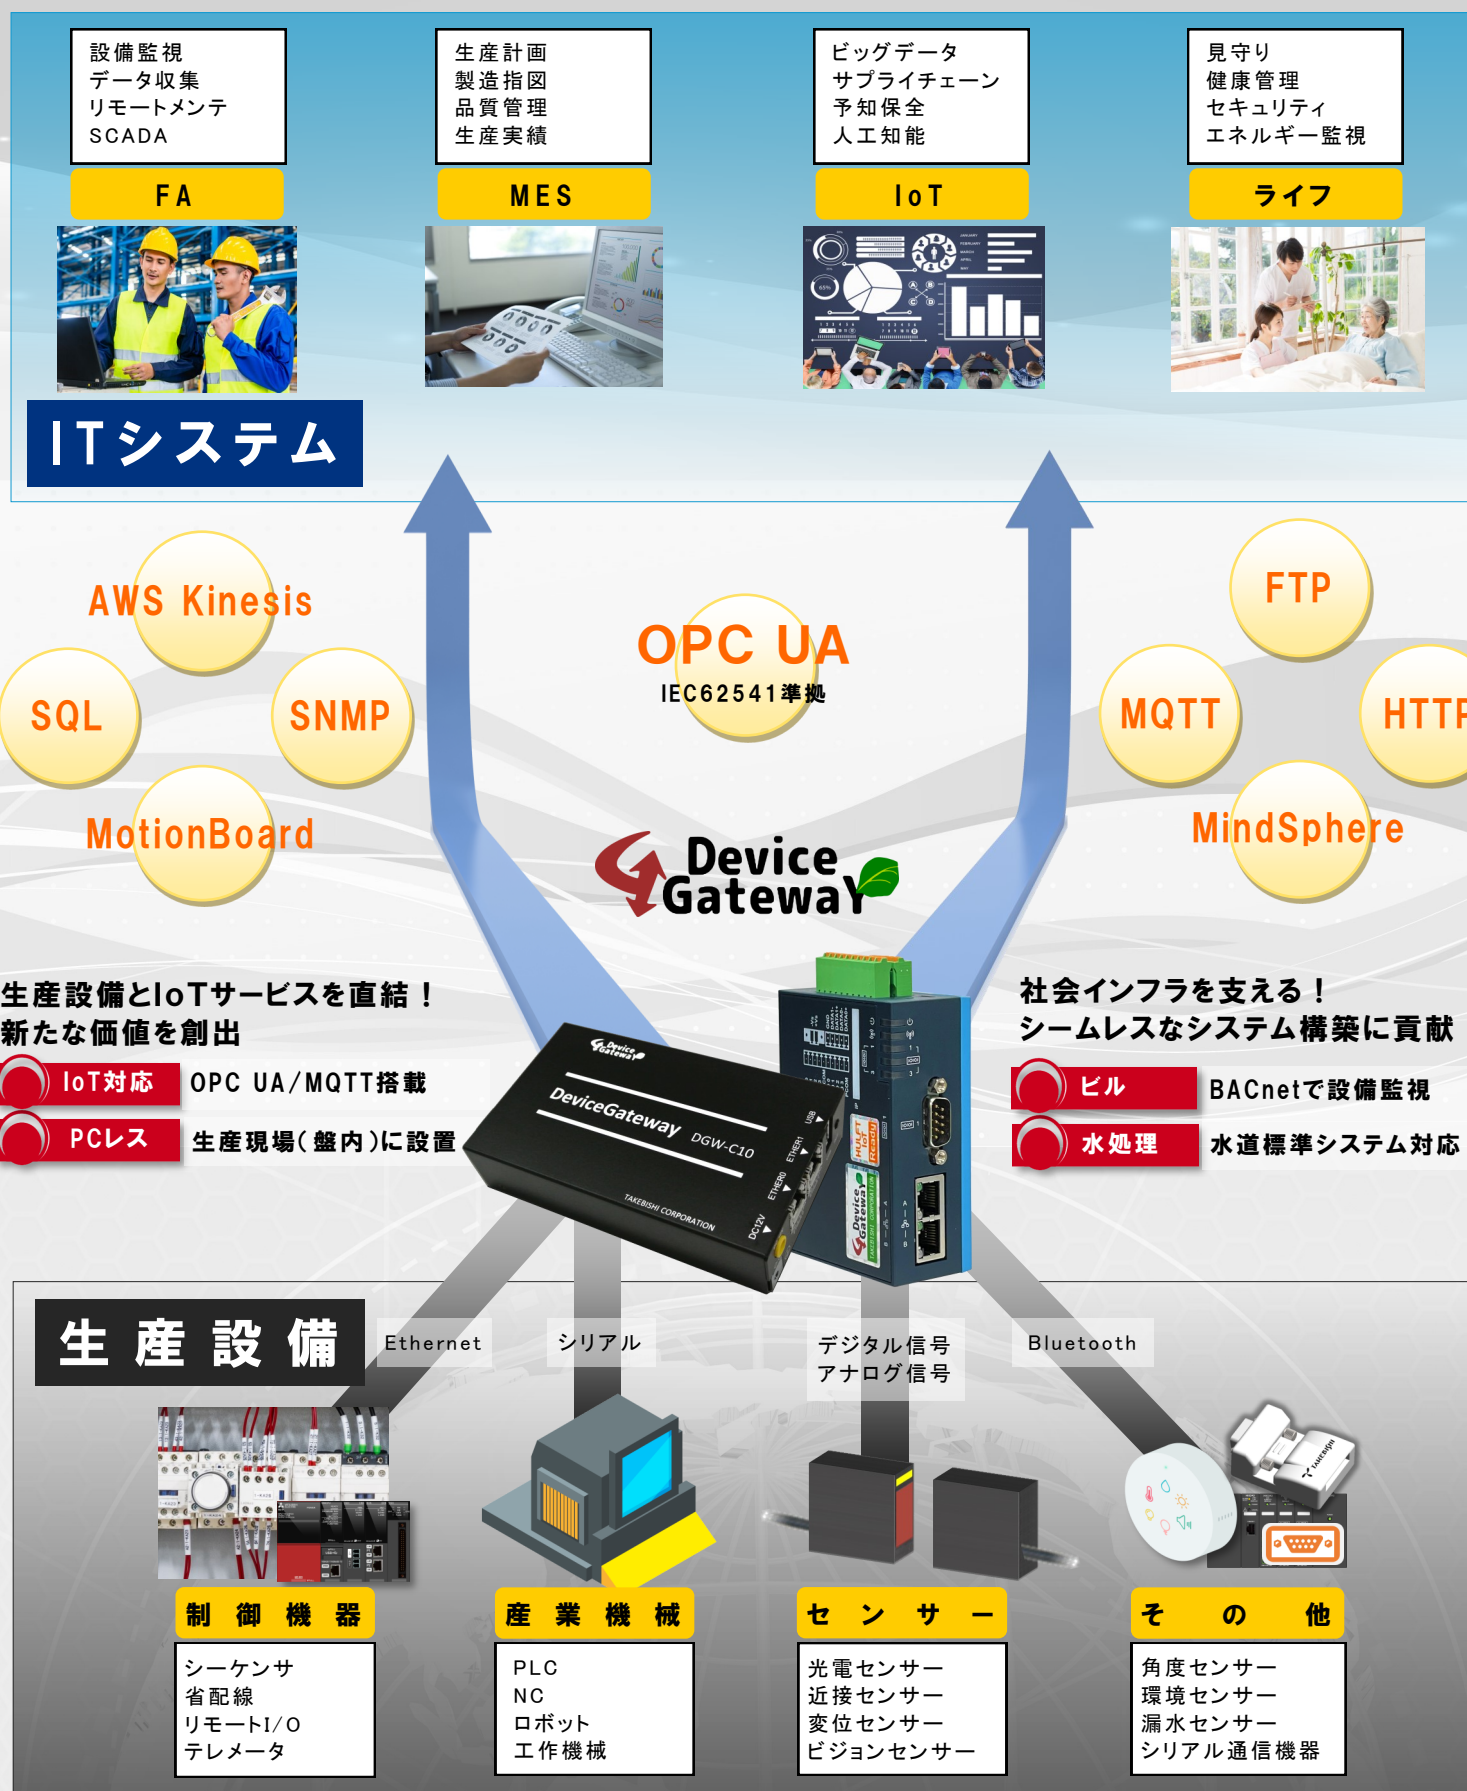 設備監視
データ収集
リモートメンテ
SCADA
FA
生産計画
製造指図
品質管理
生産実績
MES
ビッグデータ
サプライチェーン
予知保全
人工知能
IoT
見守り
健康管理
セキュリティ
エネルギー監視
ライフ
ITシステム
AWS Kinesis
SQL
SNMP
MotionBoard
OPC UA
IEC62541準拠
FTP
MQTT
HTTP
MindSphere
Device
Gateway
生産設備とIoTサービスを直結！
新たな価値を創出
IoT対応 OPC UA/MQTT搭載
PCレス 生産現場(盤内)に設置
社会インフラを支える！
シームレスなシステム構築に貢献
ビル BACnetで設備監視
水処理 水道標準システム対応
Device
Gateway
DeviceGateway DGW-C10
TAKEBISHI CORPORATION
DC12V
ETHER0
ETHER1
USB
HULFT
IoT
Ready
Device
Gateway
TAKEBISHI CORPORATION
生産設備
Ethernet
シリアル
デジタル信号
アナログ信号
Bluetooth
TAKEBISHI
制御機器
シーケンサ
省配線
リモートI/O
テレメータ
産業機械
PLC
NC
ロボット
工作機械
センサー
光電センサー
近接センサー
変位センサー
ビジョンセンサー
その他
角度センサー
環境センサー
漏水センサー
シリアル通信機器